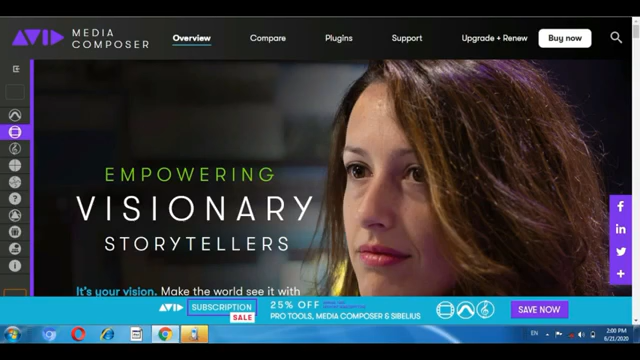 AVID MEDIA COMPOSER
Overview Compare Plugins Support Upgrade + Renew Buy now
EMPOWERING
VISIONARY
STORYTELLERS
It's your vision. Make the world see it with
AVID SUBSCRIPTION SALE
25% OFF
PRO TOOLS, MEDIA COMPOSER & SIBELIUS
SAVE NOW
EN
2:00 PM
6/21/2020